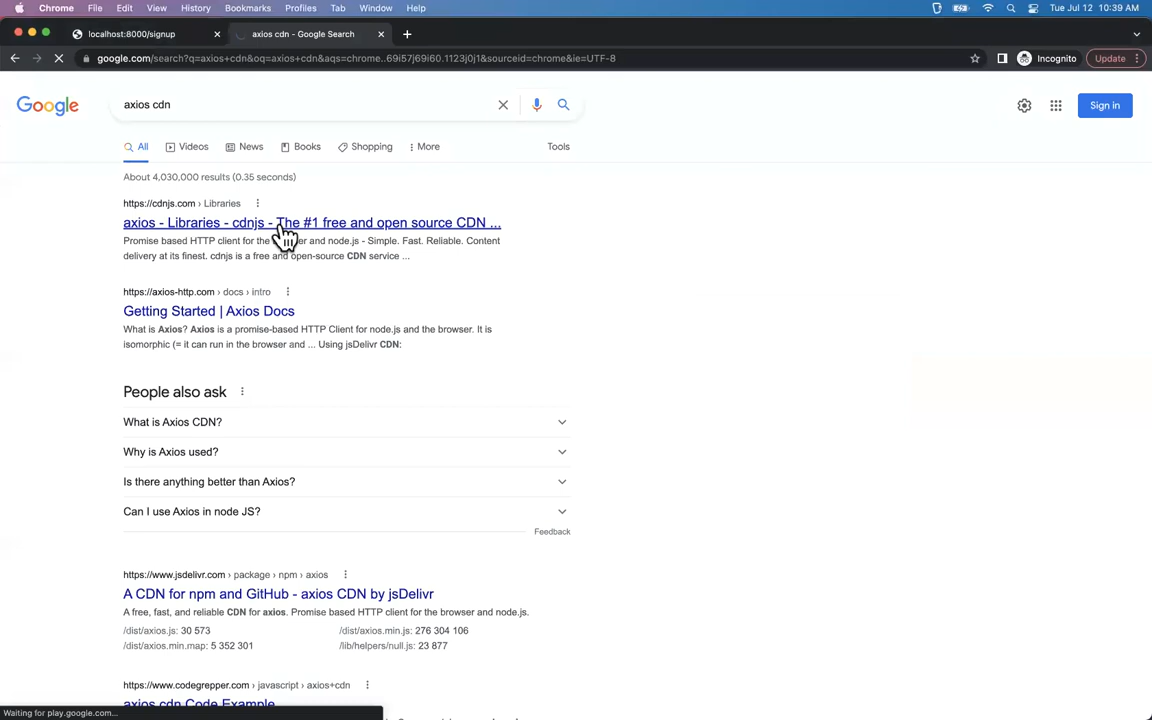 Chrome File Edit View History Bookmarks Profiles Tab Window Help Tue Jul 12 10:39 AM
localhost:8000/signup axios cdn - Google Search
google.com/search?q=axios+cdn&oq=axios+cdn&aqs=chrome..69i57j69i60.1123j0j1&sourceid=chrome&ie=UTF-8 Incognito Update
Google axios cdn Sign in
All Videos News Books Shopping More Tools
About 4,030,000 results (0.35 seconds)
https://cdnjs.com › Libraries
axios - Libraries - cdnjs - The #1 free and open source CDN ...
Promise based HTTP client for the and node.js - Simple. Fast. Reliable. Content
delivery at its finest. cdnjs is a free and open-source CDN service ...
https://axios-http.com › docs › intro
Getting Started | Axios Docs
What is Axios? Axios is a promise-based HTTP Client for node.js and the browser. It is
isomorphic (= it can run in the browser and ... Using jsDelivr CDN:
People also ask
What is Axios CDN?
Why is Axios used?
Is there anything better than Axios?
Can I use Axios in node JS?
Feedback
https://www.jsdelivr.com › package › npm › axios
A CDN for npm and GitHub - axios CDN by jsDelivr
A free, fast, and reliable CDN for axios. Promise based HTTP client for the browser and node.js.
/dist/axios.js: 30 573 /dist/axios.min.js: 276 304 106
/dist/axios.min.map: 5 352 301 /lib/helpers/null.js: 23 877
https://www.codegrepper.com › javascript › axios+cdn
axios cdn Code Example
Waiting for play.google.com...